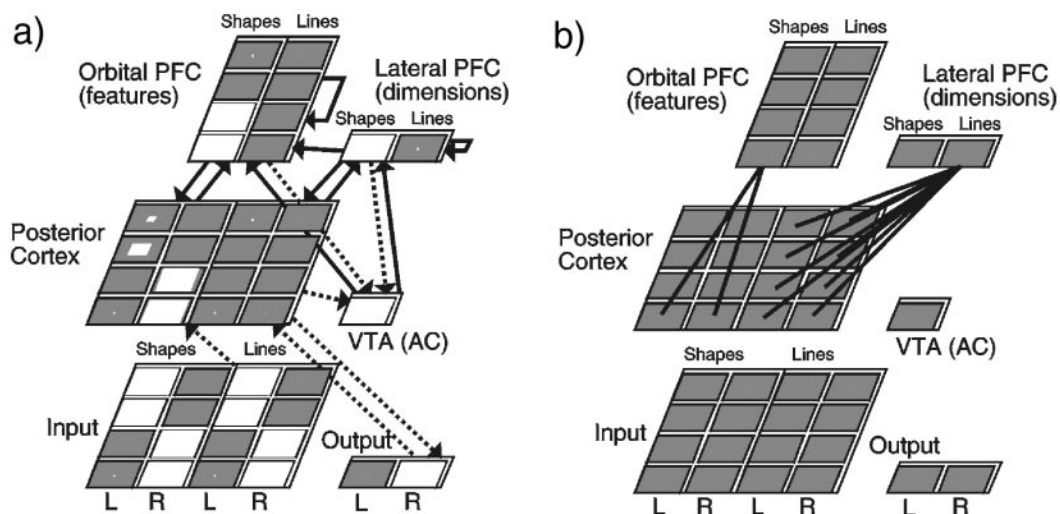 a)
Shapes Lines
Orbital PFC
(features)
Lateral PFC
(dimensions)
Shapes Lines
Posterior
Cortex
VTA (AC)
Shapes Lines
Input
Output
L R L R
L R
b)
Shapes Lines
Orbital PFC
(features)
Lateral PFC
(dimensions)
Shapes Lines
Posterior
Cortex
VTA (AC)
Shapes Lines
Input
Output
L R L R
L R